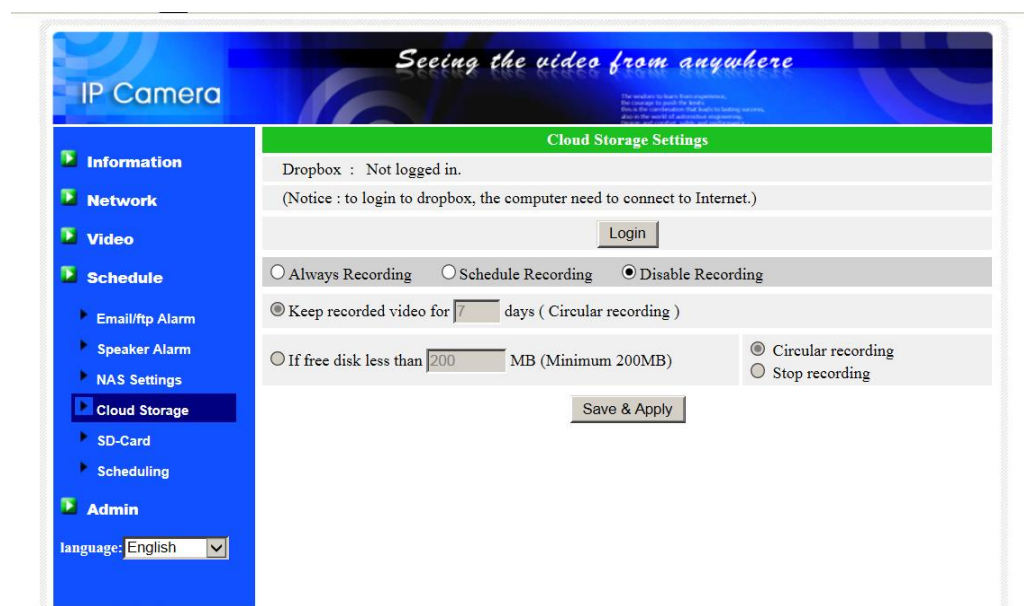 Seeing the video from anywhere
IP Camera
Information
Network
Video
Schedule
Email/ftp Alarm
Speaker Alarm
NAS Settings
Cloud Storage
SD-Card
Scheduling
Admin
language: English
Cloud Storage Settings
Dropbox : Not logged in.
(Notice : to login to dropbox, the computer need to connect to Internet.)
Login
Always Recording Schedule Recording Disable Recording
Keep recorded video for 7 days ( Circular recording )
If free disk less than 200 MB (Minimum 200MB)
Circular recording
Stop recording
Save & Apply